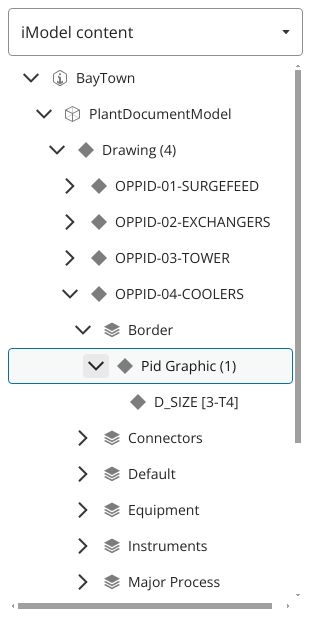 iModel content
BayTown
PlantDocumentModel
Drawing (4)
OPPID-01-SURGEFEED
OPPID-02-EXCHANGERS
OPPID-03-TOWER
OPPID-04-COOLERS
Border
Pid Graphic (1)
D_SIZE [3-T4]
Connectors
Default
Equipment
Instruments
Major Process